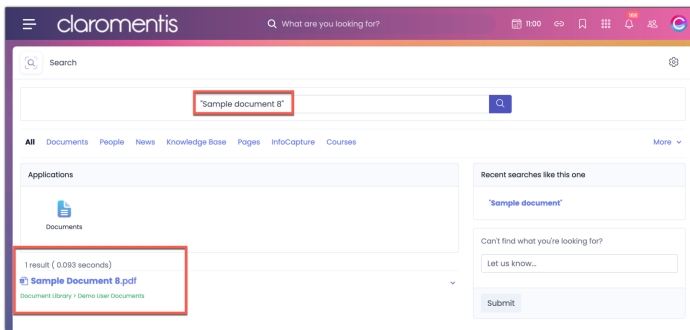 claromentis
What are you looking for?
11:00
168
Search
"Sample document 8"
All Documents People News Knowledge Base Pages InfoCapture Courses More
Applications
Documents
Recent searches like this one
"Sample document"
Can't find what you're looking for?
Let us know...
Submit
1 result ( 0.093 seconds)
Sample Document 8.pdf
Document Library > Demo User Documents